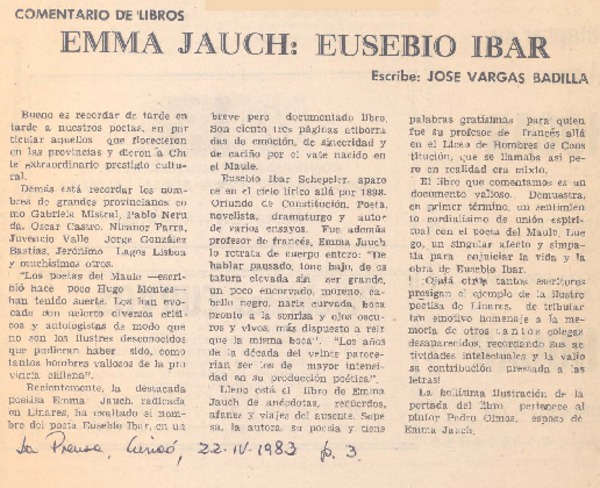 COMENTARIO DE LIBROS
EMMA JAUCH: EUSEBIO IBAR
Escribe: JOSE VARGAS BADILLA
Bueno es recordar de tarde en
tarde a nuestros poetas, en par
ticular aquellos que florecieron
en las provincias y dieron a Chi
le extraordinario prestigio cultu-
ral.
Demás está recordar los nom-
bres de grandes provincianos co
mo Gabriela Mistral, Pablo Neru
da, Oscar Castro, Nicanor Parra,
Juvencio Valle Jorge González
Bastías, Jerónimo Lagos Lisboa
y muchísimos otros.
"Los poetas del Maule —escri-
bió hace poco Hugo Montes—
han tenido suerte. Los han evo-
cado con acierto diversos críti-
cos y antologistas de modo que
no son los ilustres desconocidos
que pudieran haber sido, como
tantos hombres valiosos de la pro
vincia chilena".
Recientemente, la destacada
poetisa Emma Jauch, radicada
en Linares, ha exaltado el nom-
bre del poeta Eusebio Ibar, en un
breve pero documentado libro.
Son ciento tres páginas atiborra
das de emoción, de sinceridad y
de cariño por el vate nacido en
el Maule.
Eusebio Ibar Schepeler, apare
ce en el cielo lírico allá por 1898.
Oriundo de Constitución. Poeta,
novelista, dramaturgo y autor
de varios ensayos. Fue además
profesor de francés, Emma Jauch
lo retrata de cuerpo entero: "De
hablar pausado, tono bajo, de es
tatura elevada sin ser grande,
un poco encorvado, moreno, ca-
bello negro, nariz curvada, boca
pronto a la sonrisa y ojos oscu-
ros y vivos, más dispuesto a reír
que la misma boca". "Los años
de la década del veinte parece-
rían ser los de mayor intensi-
dad en su producción poética".
Lleno está el libro de Emma
Jauch de anécdotas, recuerdos,
afanes y viajes del ausente. Supe-
sa, la autora, su poesía y tiene
palabras gratísimas para quien
fue su profesor de francés allá
en el Liceo de Hombres de Cons
titución, que se llamaba así pe-
ro en realidad era mixto.
El libro que comentamos es un
documento valioso. Demuestra,
en primer término, un sentimien
to cordialísimo de unión espiri-
tual con el poeta del Maule. Lue
go, un singular afecto y simpa-
tía para enjuiciar la vida y la
obra de Eusebio Ibar.
¡Ojalá otros tantos escritores
prosigan el ejemplo de la ilustre
poetisa de Linares, de tributar
tan emotivo homenaje a la me-
moria de otros tantos colegas
desaparecidos, recordando sus ac
tividades intelectuales y la valio
sa contribución prestada a las
letras!
La bellísima ilustración de la
portada del libro pertenece al
pintor Pedro Olmos, esposo de
Emma Jauch.
La Prensa, Curicó, 22-IV-1983 p. 3.